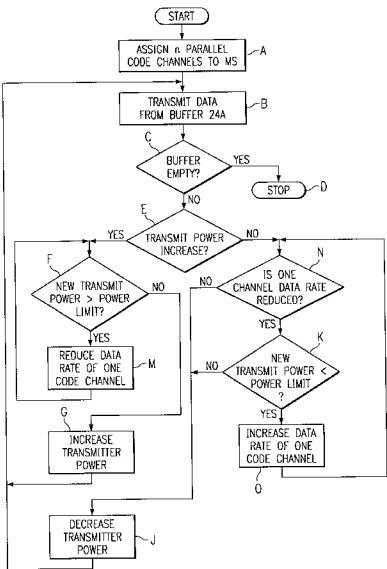 START
ASSIGN n PARALLEL
CODE CHANNELS TO MS
A
TRANSMIT DATA
FROM BUFFER 24A
B
C
BUFFER
EMPTY?
YES
STOP
D
NO
E
YES
TRANSMIT POWER
INCREASE?
NO
F
NEW TRANSMIT
POWER > POWER
LIMIT?
NO
N
IS ONE
CHANNEL DATA RATE
REDUCED?
NO
YES
YES
REDUCE DATA
RATE OF ONE
CODE CHANNEL
M
K
NEW
TRANSMIT POWER <
POWER LIMIT
?
NO
YES
G
INCREASE
TRANSMITTER
POWER
INCREASE DATA
RATE OF ONE
CODE CHANNEL
O
DECREASE
TRANSMITTER
POWER
J